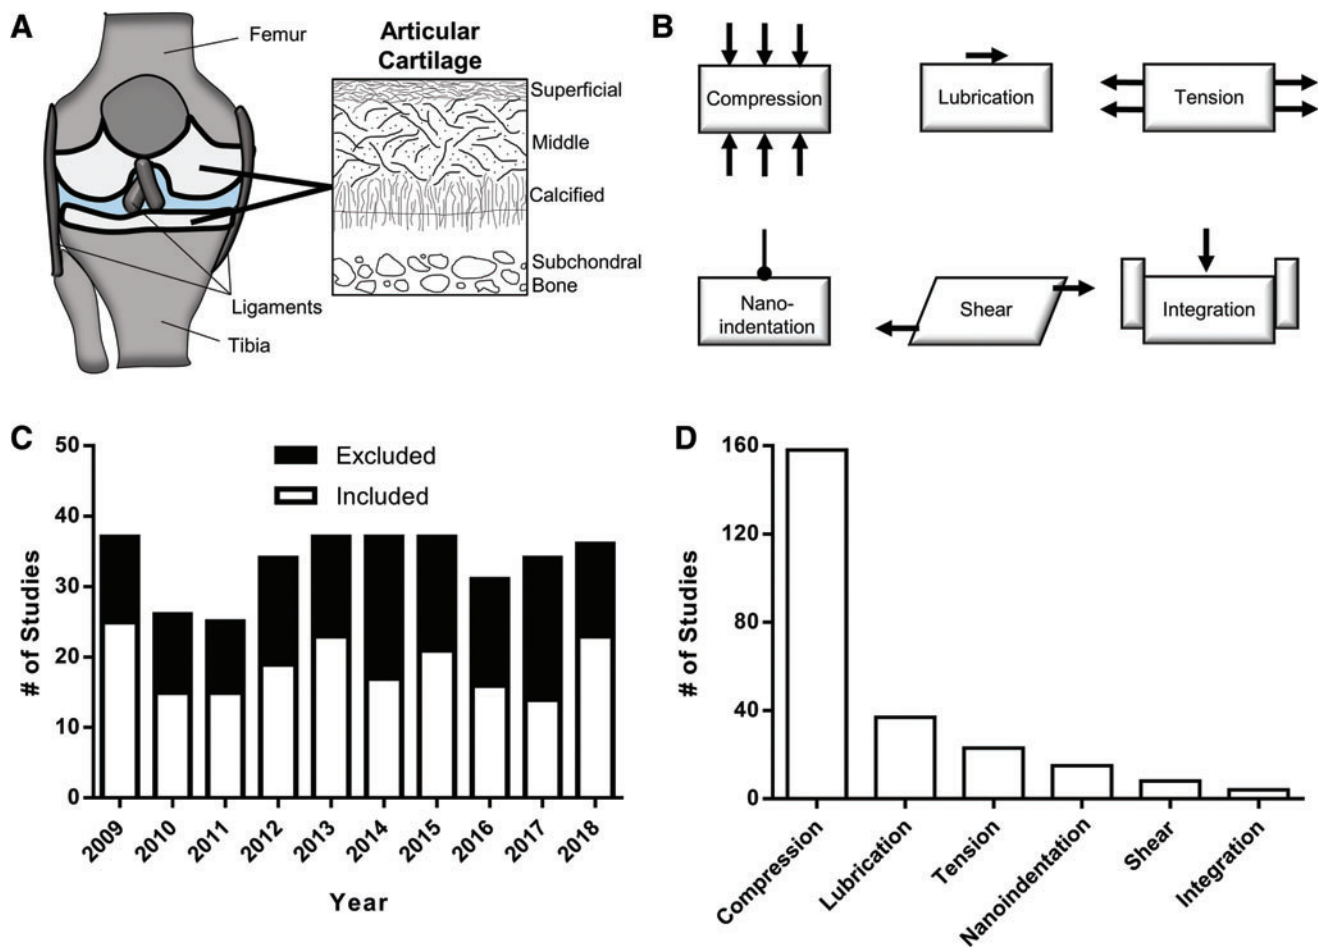 A
Femur
Articular
Cartilage
Superficial
Middle
Calcified
Subchondral
Bone
Ligaments
Tibia
B
Compression
Lubrication
Tension
Nano-
indentation
Shear
Integration
C
50
40
30
20
10
0
# of Studies
Excluded
Included
2009
2010
2011
2012
2013
2014
2015
2016
2017
2018
Year
D
160
120
80
40
0
# of Studies
Compression
Lubrication
Tension
Nanoindentation
Shear
Integration